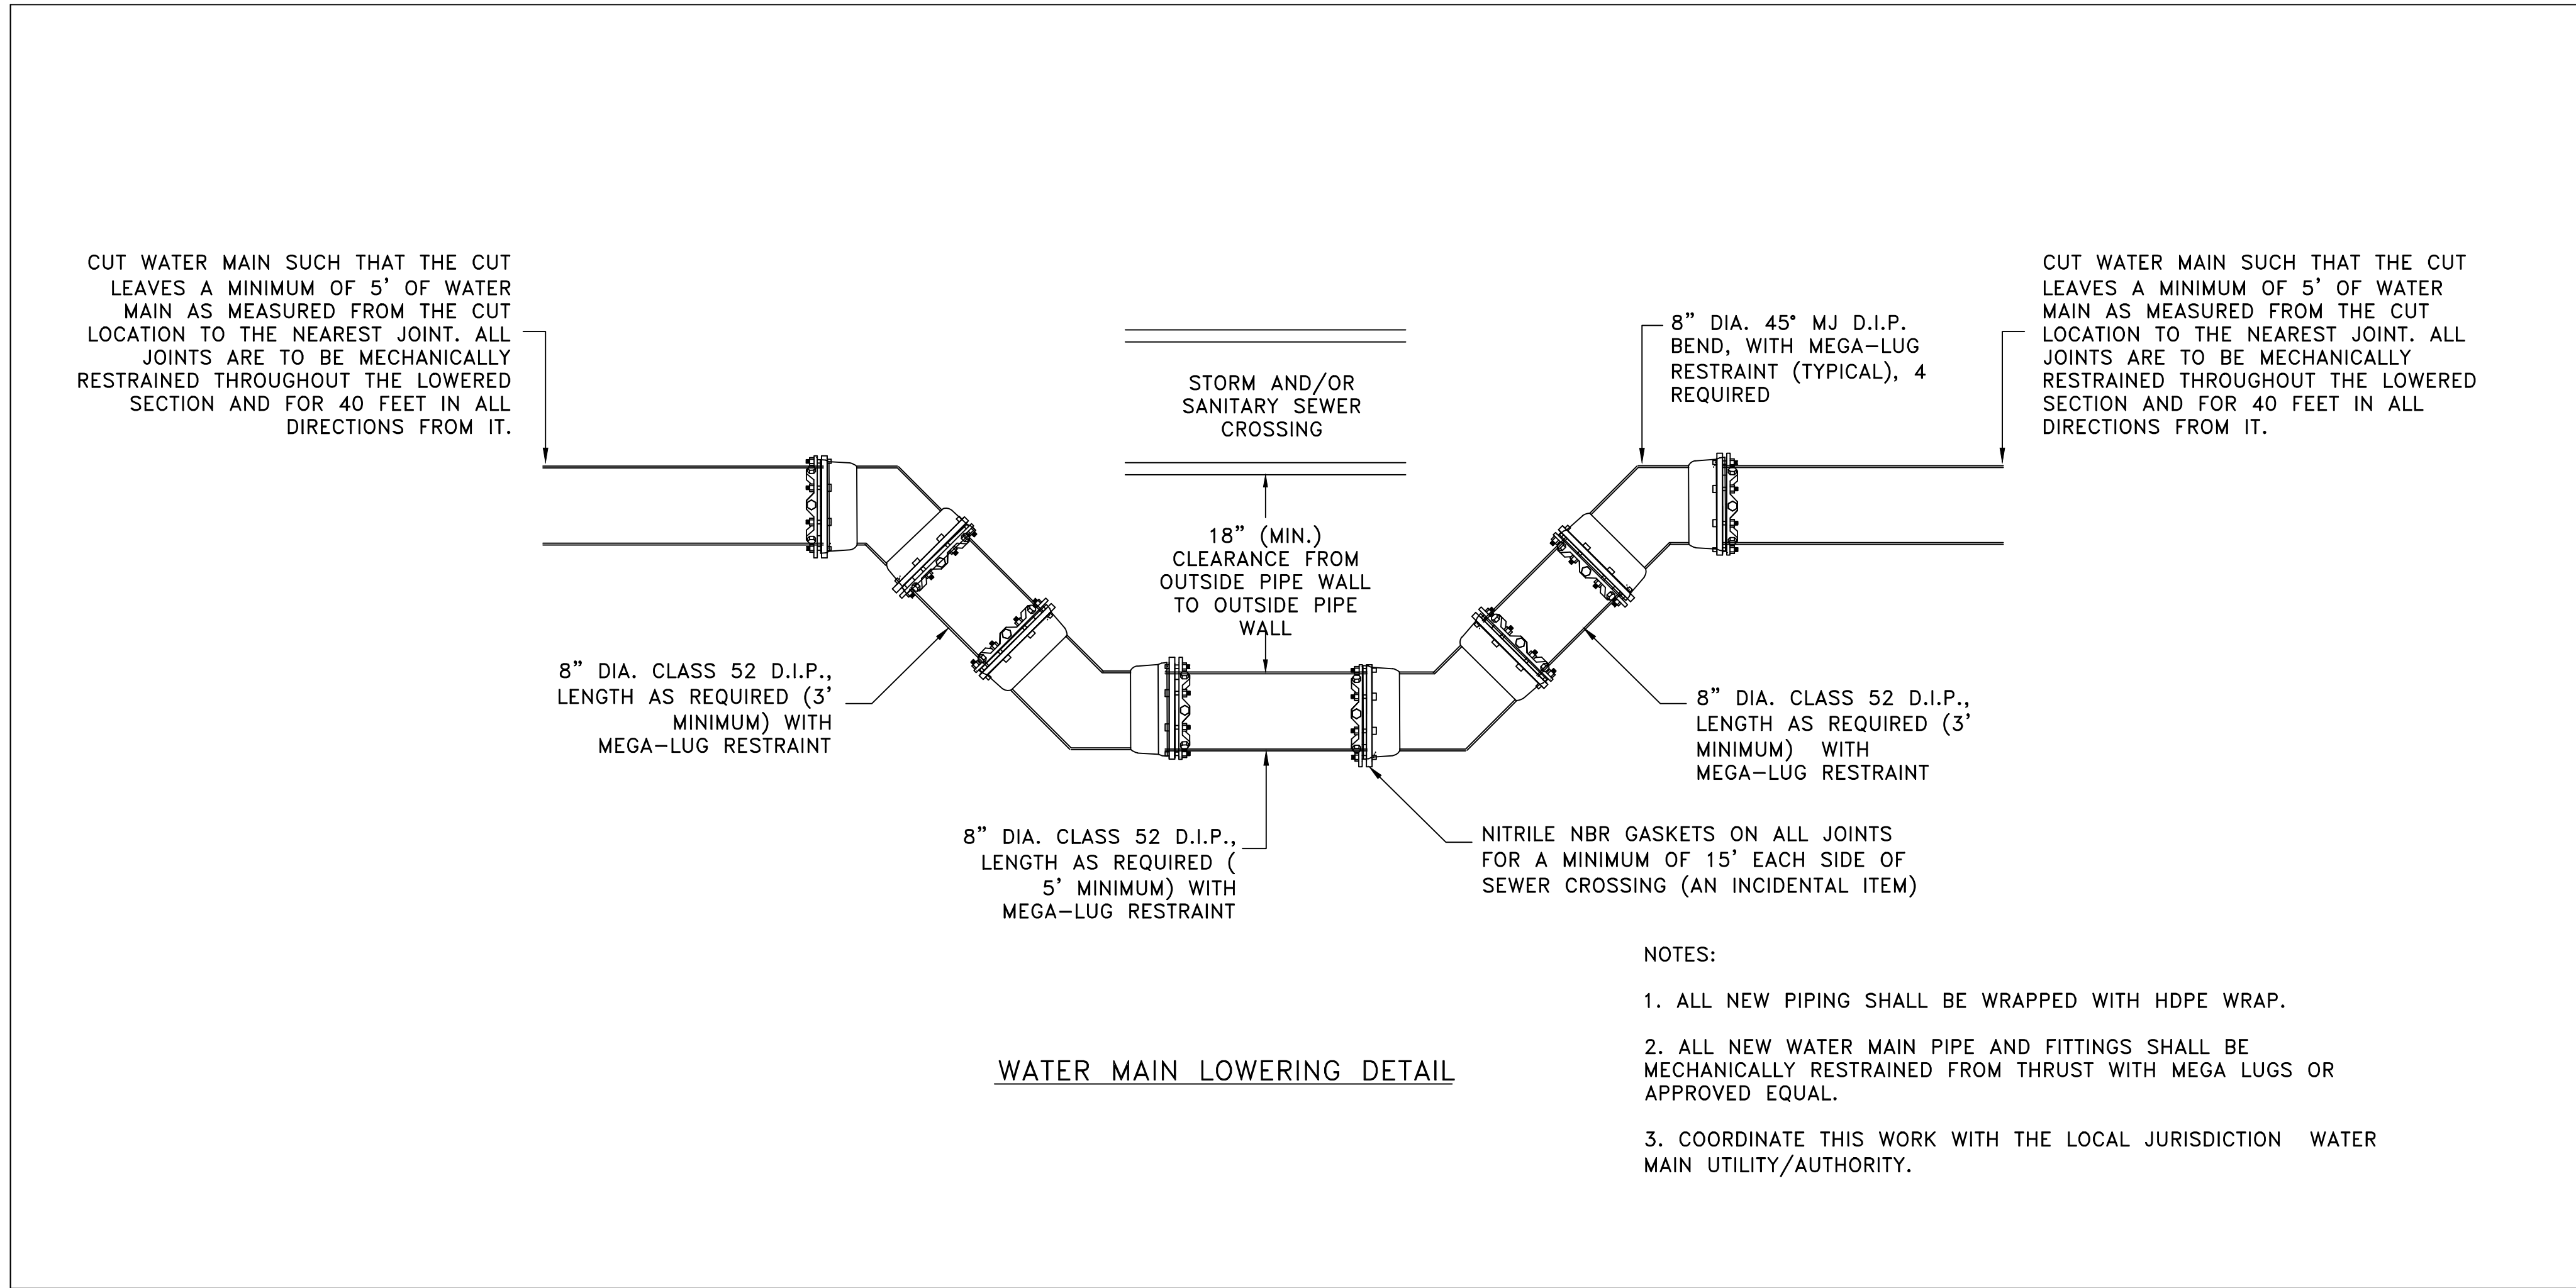 CUT WATER MAIN SUCH THAT THE CUT
LEAVES A MINIMUM OF 5' OF WATER
MAIN AS MEASURED FROM THE CUT
LOCATION TO THE NEAREST JOINT. ALL
JOINTS ARE TO BE MECHANICALLY
RESTRAINED THROUGHOUT THE LOWERED
SECTION AND FOR 40 FEET IN ALL
DIRECTIONS FROM IT.
STORM AND/OR
SANITARY SEWER
CROSSING
8" DIA. 45° MJ D.I.P.
BEND, WITH MEGA-LUG
RESTRAINT (TYPICAL), 4
REQUIRED
CUT WATER MAIN SUCH THAT THE CUT
LEAVES A MINIMUM OF 5' OF WATER
MAIN AS MEASURED FROM THE CUT
LOCATION TO THE NEAREST JOINT. ALL
JOINTS ARE TO BE MECHANICALLY
RESTRAINED THROUGHOUT THE LOWERED
SECTION AND FOR 40 FEET IN ALL
DIRECTIONS FROM IT.
18" (MIN.)
CLEARANCE FROM
OUTSIDE PIPE WALL
TO OUTSIDE PIPE
WALL
8" DIA. CLASS 52 D.I.P.,
LENGTH AS REQUIRED (3'
MINIMUM) WITH
MEGA-LUG RESTRAINT
8" DIA. CLASS 52 D.I.P.,
LENGTH AS REQUIRED (3'
MINIMUM) WITH
MEGA-LUG RESTRAINT
8" DIA. CLASS 52 D.I.P.,
LENGTH AS REQUIRED (
5' MINIMUM) WITH
MEGA-LUG RESTRAINT
NITRILE NBR GASKETS ON ALL JOINTS
FOR A MINIMUM OF 15' EACH SIDE OF
SEWER CROSSING (AN INCIDENTAL ITEM)
NOTES:
1. ALL NEW PIPING SHALL BE WRAPPED WITH HDPE WRAP.
2. ALL NEW WATER MAIN PIPE AND FITTINGS SHALL BE
MECHANICALLY RESTRAINED FROM THRUST WITH MEGA LUGS OR
APPROVED EQUAL.
3. COORDINATE THIS WORK WITH THE LOCAL JURISDICTION WATER
MAIN UTILITY/AUTHORITY.
WATER MAIN LOWERING DETAIL